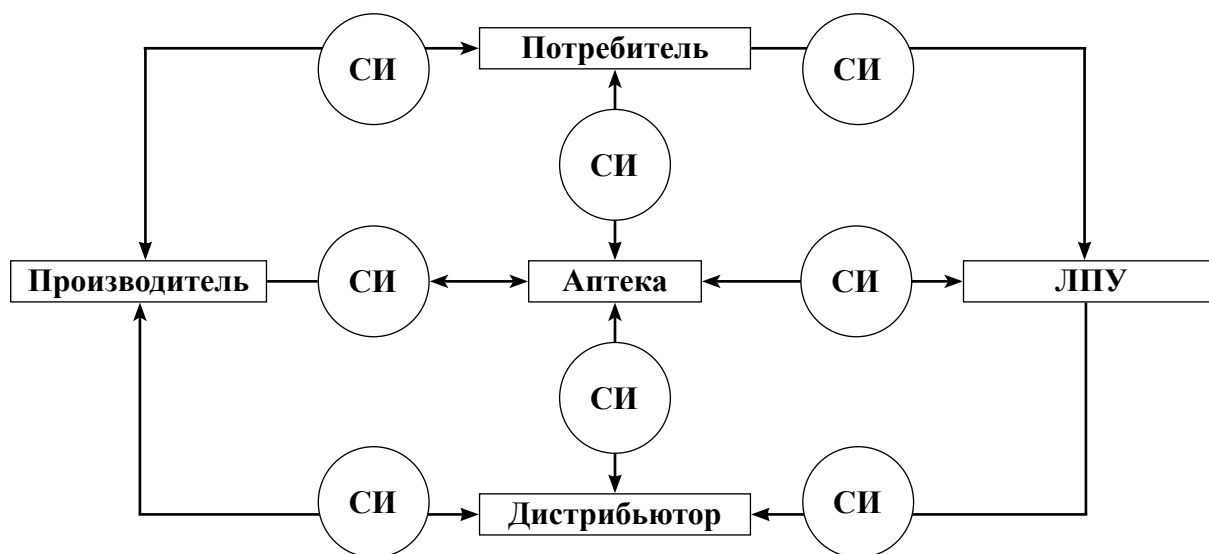 СИ Потребитель СИ
СИ
Производитель СИ Аптека СИ ЛПУ
СИ
СИ Дистрибьютор СИ